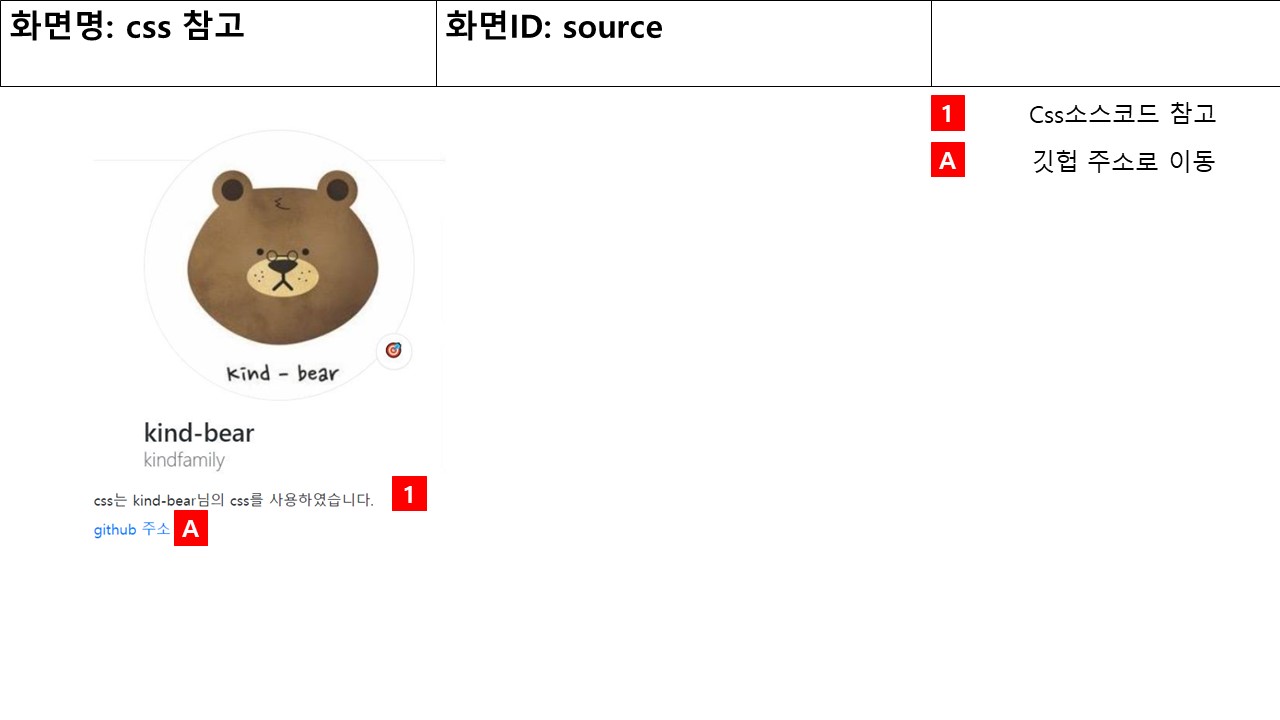 화면명: css 참고
화면ID: source
1 Css소스코드 참고
A 깃헙 주소로 이동
kind - bear
kind-bear
kindfamily
css는 kind-bear님의 css를 사용하였습니다. 1
github 주소 A